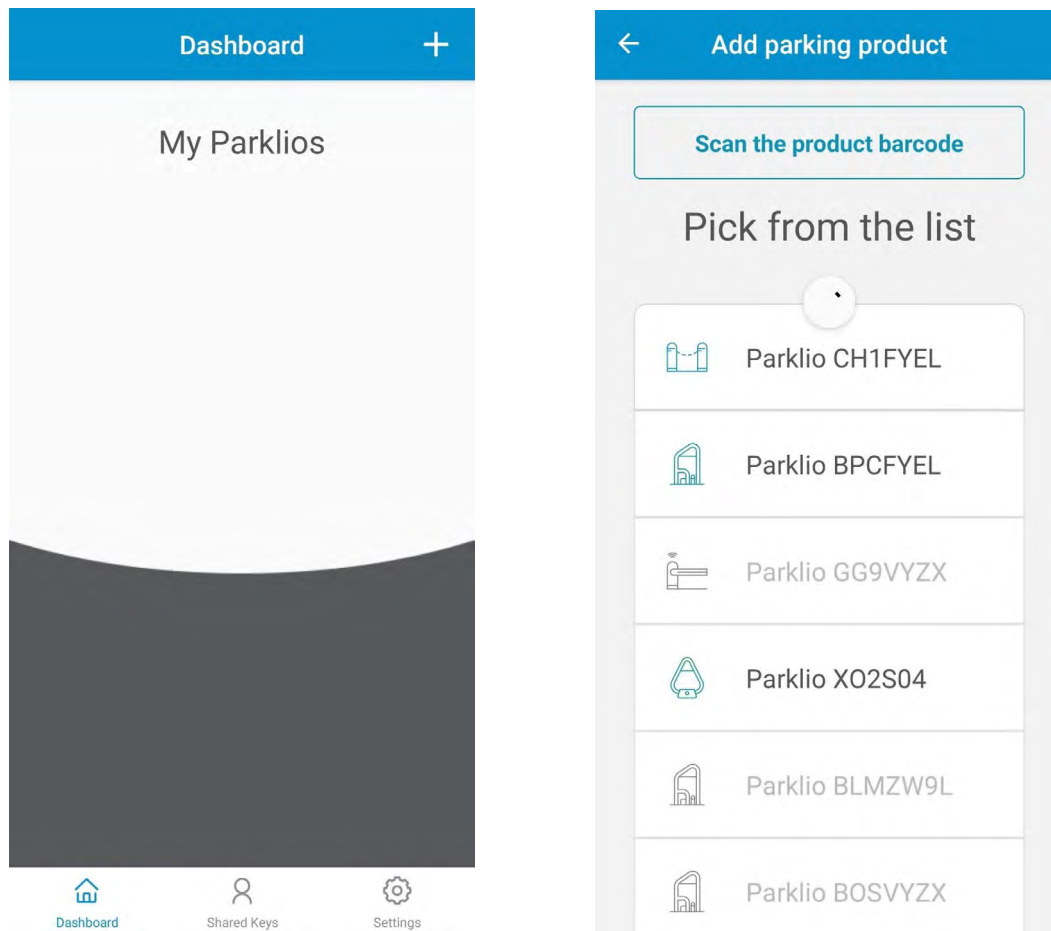 Dashboard
My Parklios
Dashboard
Shared Keys
Settings
Add parking product
Scan the product barcode
Pick from the list
Parklio CH1FYEL
Parklio BPCFYEL
Parklio GG9VYZX
Parklio XO2S04
Parklio BLMZW9L
Parklio BOSVYZX